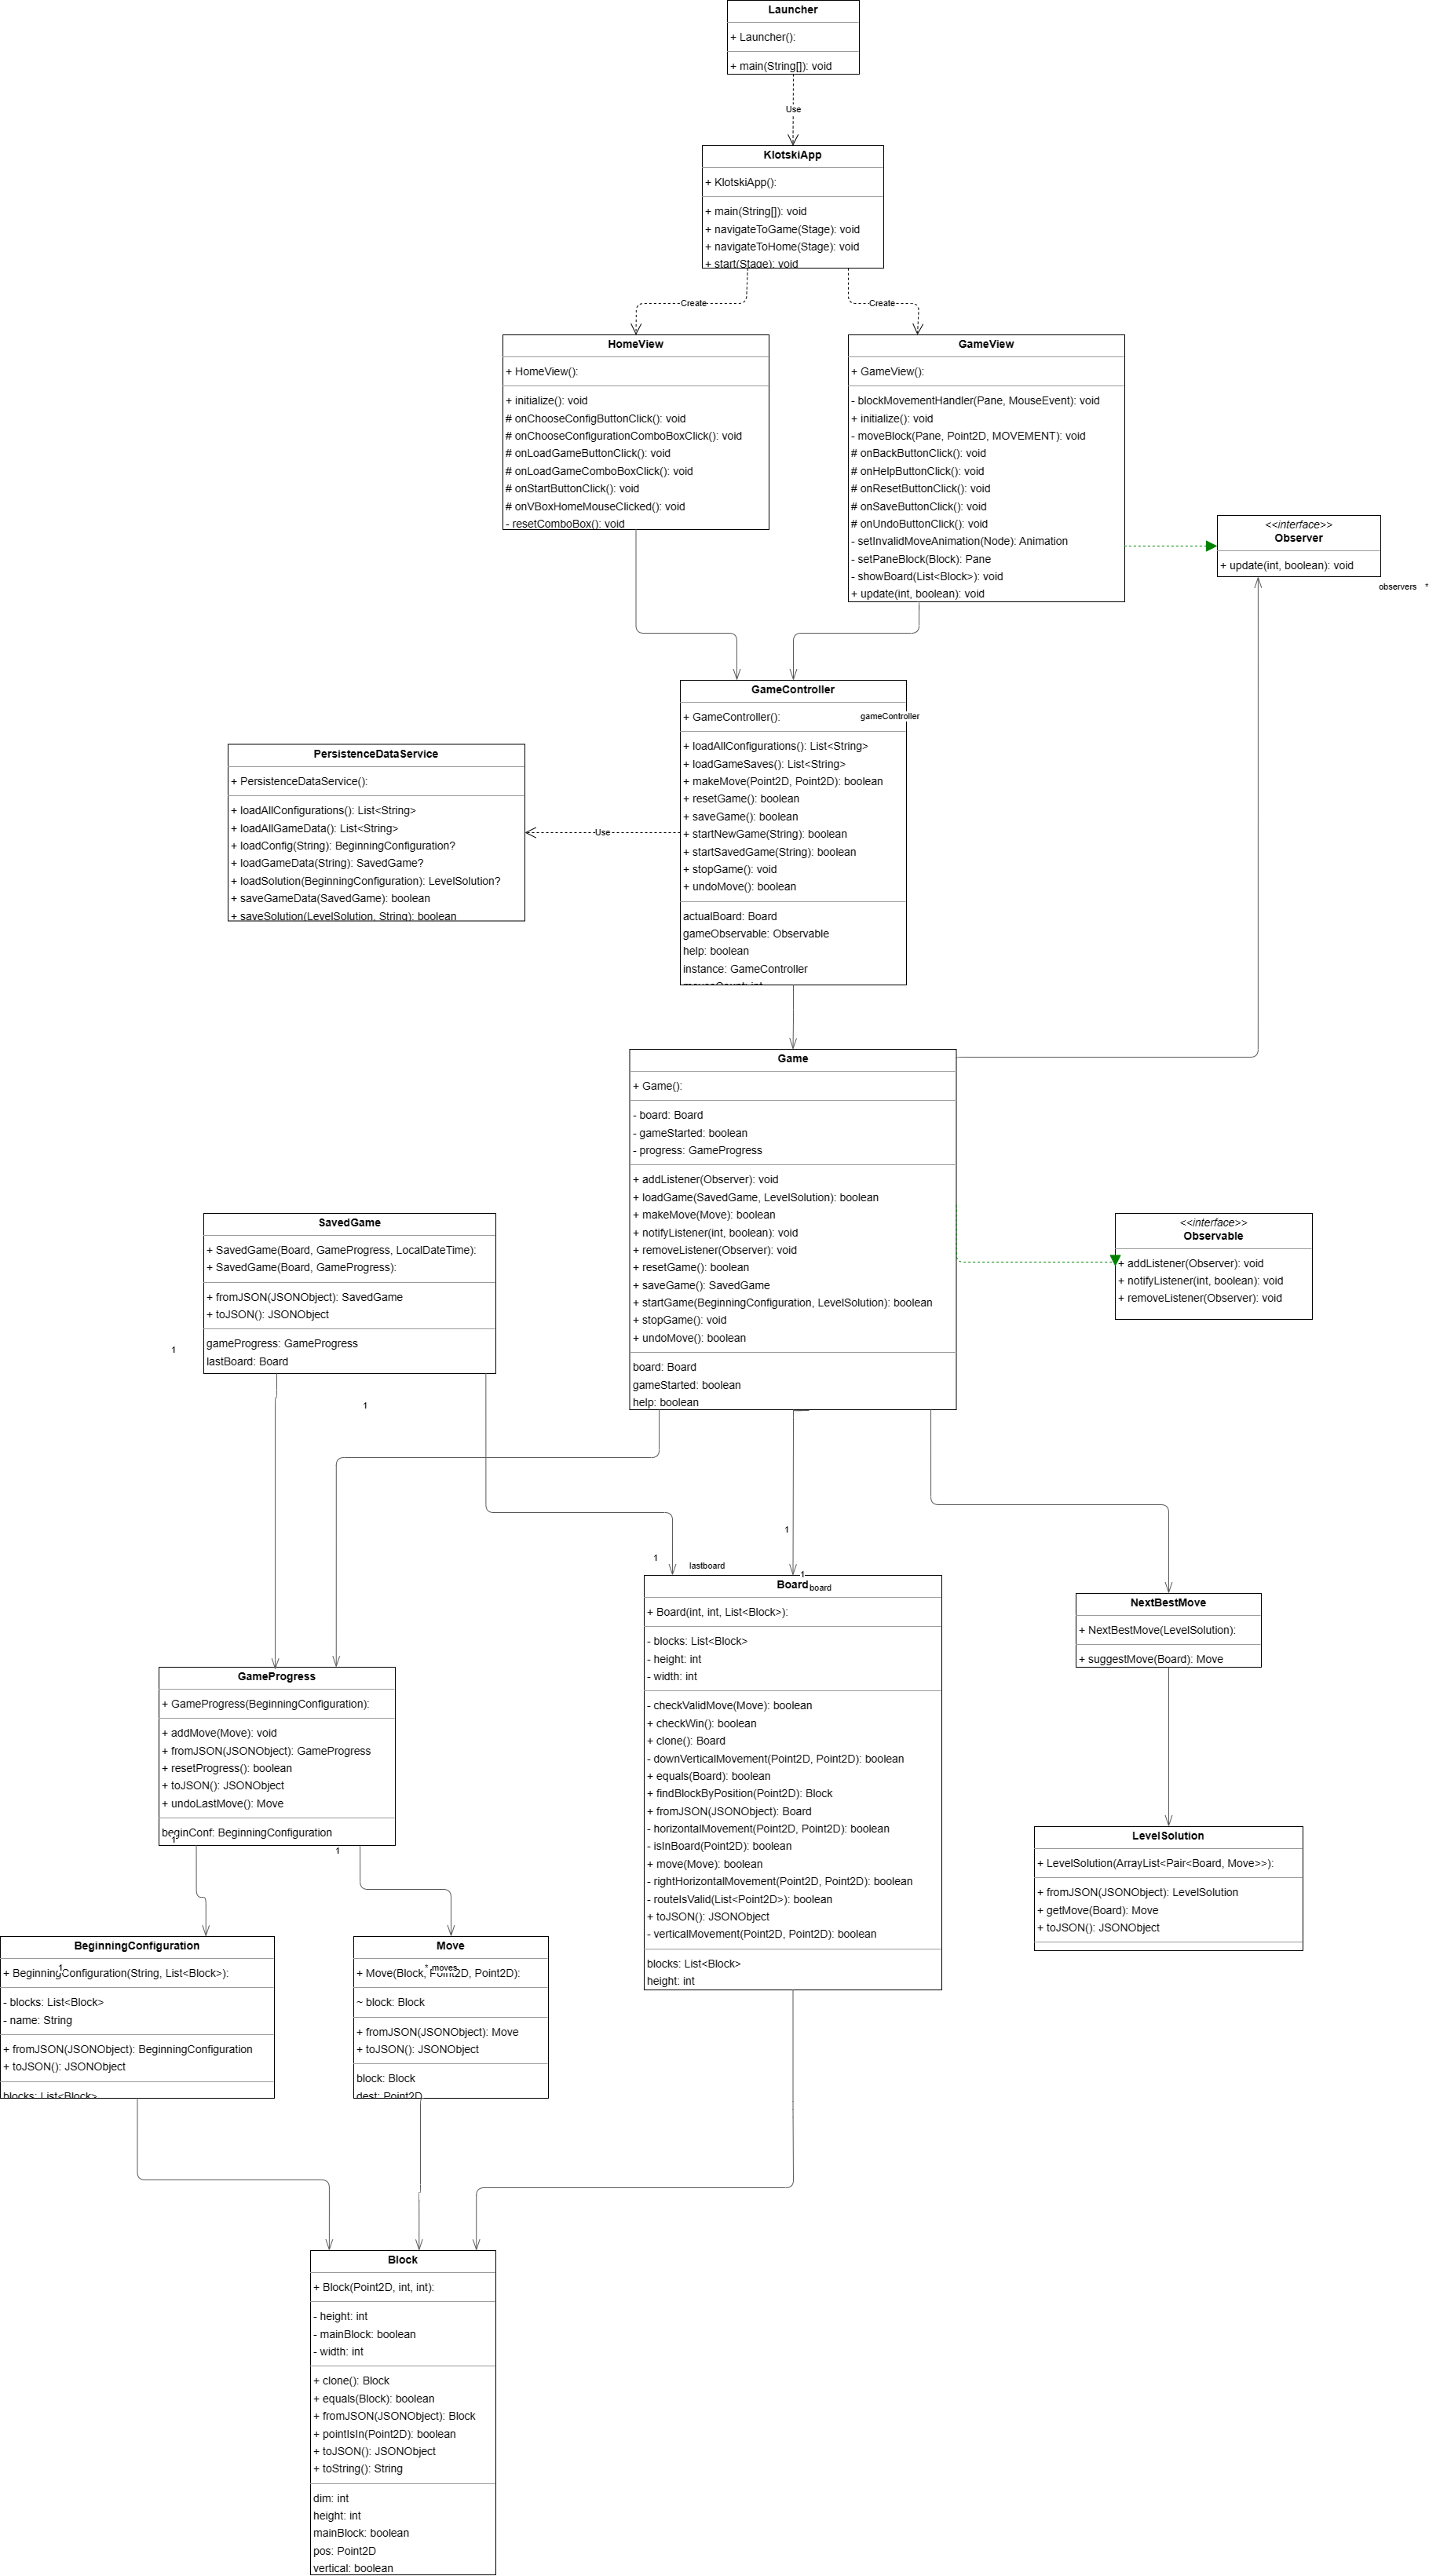 Launcher
+ Launcher():
+ main(String[]): void
Use
KlotskiApp
+ KlotskiApp():
+ main(String[]): void
+ navigateToGame(Stage): void
+ navigateToHome(Stage): void
+ start(Stage): void
Create
Create
HomeView
+ HomeView():
+ initialize(): void
# onChooseConfigButtonClick(): void
# onChooseConfigurationComboBoxClick(): void
# onLoadGameButtonClick(): void
# onLoadGameComboBoxClick(): void
# onStartButtonClick(): void
# onVBoxHomeMouseClicked(): void
- resetComboBox(): void
GameView
+ GameView():
- blockMovementHandler(Pane, MouseEvent): void
+ initialize(): void
- moveBlock(Pane, Point2D, MOVEMENT): void
# onBackButtonClick(): void
# onHelpButtonClick(): void
# onResetButtonClick(): void
# onSaveButtonClick(): void
# onUndoButtonClick(): void
- setInvalidMoveAnimation(Node): Animation
- setPaneBlock(Block): Pane
- showBoard(List<Block>): void
+ update(int, boolean): void
<<interface>>
Observer
+ update(int, boolean): void
observers *
GameController
+ GameController():
gameController
+ loadAllConfigurations(): List<String>
+ loadGameSaves(): List<String>
+ makeMove(Point2D, Point2D): boolean
+ resetGame(): boolean
+ saveGame(): boolean
+ startNewGame(String): boolean
+ startSavedGame(String): boolean
+ stopGame(): void
+ undoMove(): boolean
actualBoard: Board
gameObservable: Observable
help: boolean
instance: GameController
movesCount: int
PersistenceDataService
+ PersistenceDataService():
+ loadAllConfigurations(): List<String>
+ loadAllGameData(): List<String>
+ loadConfig(String): BeginningConfiguration?
+ loadGameData(String): SavedGame?
+ loadSolution(BeginningConfiguration): LevelSolution?
+ saveGameData(SavedGame): boolean
+ saveSolution(LevelSolution, String): boolean
Use
Game
+ Game():
- board: Board
- gameStarted: boolean
- progress: GameProgress
+ addListener(Observer): void
+ loadGame(SavedGame, LevelSolution): boolean
+ makeMove(Move): boolean
+ notifyListener(int, boolean): void
+ removeListener(Observer): void
+ resetGame(): boolean
+ saveGame(): SavedGame
+ startGame(BeginningConfiguration, LevelSolution): boolean
+ stopGame(): void
+ undoMove(): boolean
board: Board
gameStarted: boolean
help: boolean
SavedGame
+ SavedGame(Board, GameProgress, LocalDateTime):
+ SavedGame(Board, GameProgress):
+ fromJSON(JSONObject): SavedGame
+ toJSON(): JSONObject
gameProgress: GameProgress
lastBoard: Board
1
1
<<interface>>
Observable
+ addListener(Observer): void
+ notifyListener(int, boolean): void
+ removeListener(Observer): void
1
1
lastboard
1
Board
board
+ Board(int, int, List<Block>):
- blocks: List<Block>
- height: int
- width: int
- checkValidMove(Move): boolean
+ checkWin(): boolean
+ clone(): Board
- downVerticalMovement(Point2D, Point2D): boolean
+ equals(Board): boolean
+ findBlockByPosition(Point2D): Block
+ fromJSON(JSONObject): Board
- horizontalMovement(Point2D, Point2D): boolean
- isInBoard(Point2D): boolean
+ move(Move): boolean
- rightHorizontalMovement(Point2D, Point2D): boolean
- routeIsValid(List<Point2D>): boolean
+ toJSON(): JSONObject
- verticalMovement(Point2D, Point2D): boolean
blocks: List<Block>
height: int
NextBestMove
+ NextBestMove(LevelSolution):
+ suggestMove(Board): Move
GameProgress
+ GameProgress(BeginningConfiguration):
+ addMove(Move): void
+ fromJSON(JSONObject): GameProgress
+ resetProgress(): boolean
+ toJSON(): JSONObject
+ undoLastMove(): Move
beginConf: BeginningConfiguration
1
1
LevelSolution
+ LevelSolution(ArrayList<Pair<Board, Move>>):
+ fromJSON(JSONObject): LevelSolution
+ getMove(Board): Move
+ toJSON(): JSONObject
BeginningConfiguration
1
+ BeginningConfiguration(String, List<Block>):
- blocks: List<Block>
- name: String
+ fromJSON(JSONObject): BeginningConfiguration
+ toJSON(): JSONObject
blocks: List<Block>
Move
* moves
+ Move(Block, Point2D, Point2D):
~ block: Block
+ fromJSON(JSONObject): Move
+ toJSON(): JSONObject
block: Block
dest: Point2D
Block
+ Block(Point2D, int, int):
- height: int
- mainBlock: boolean
- width: int
+ clone(): Block
+ equals(Block): boolean
+ fromJSON(JSONObject): Block
+ pointIsIn(Point2D): boolean
+ toJSON(): JSONObject
+ toString(): String
dim: int
height: int
mainBlock: boolean
pos: Point2D
vertical: boolean